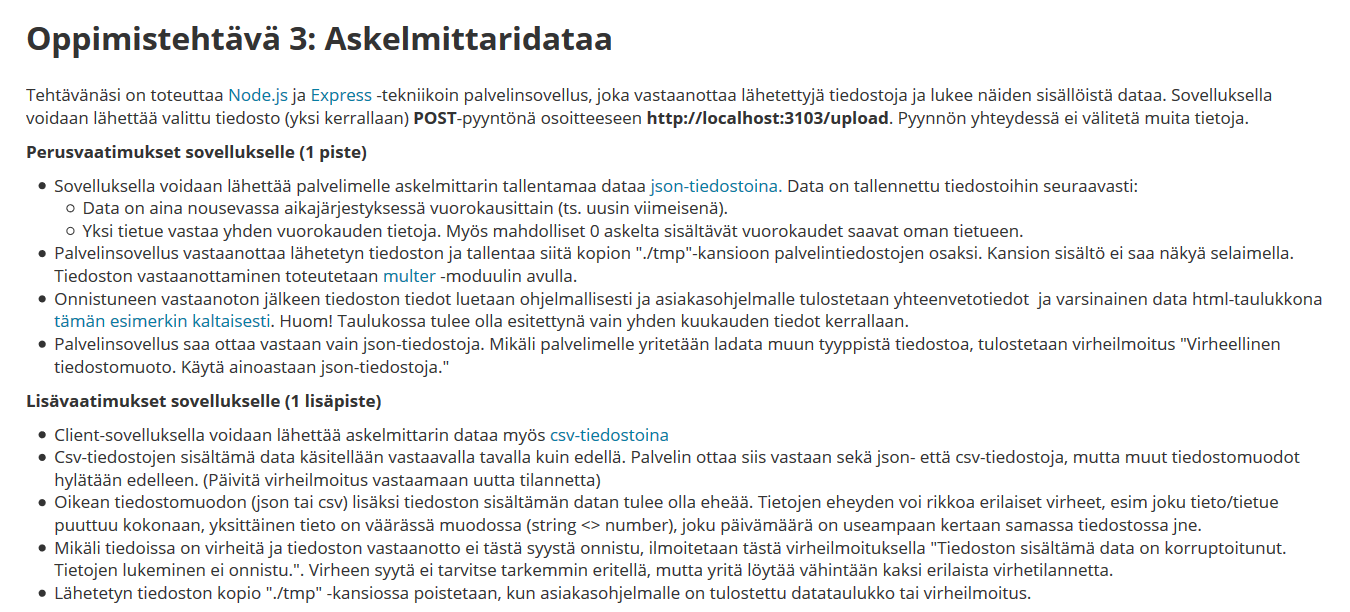 Oppimistehtävä 3: Askelmittaridataa
Tehtävänäsi on toteuttaa Node.js ja Express -tekniikoin palvelinsovellus, joka vastaanottaa lähetettyjä tiedostoja ja lukee näiden sisällöistä dataa. Sovelluksella
voidaan lähettää valittu tiedosto (yksi kerrallaan) POST-pyyntönä osoitteeseen http://localhost:3103/upload. Pyynnön yhteydessä ei välitetä muita tietoja.
Perusvaatimukset sovellukselle (1 piste)
• Sovelluksella voidaan lähettää palvelimelle askelmittarin tallentamaa dataa json-tiedostoina. Data on tallennettu tiedostoihin seuraavasti:
○ Data on aina nousevassa aikajärjestyksessä vuorokausittain (ts. uusin viimeisenä).
○ Yksi tietue vastaa yhden vuorokauden tietoja. Myös mahdolliset 0 askelta sisältävät vuorokaudet saavat oman tietueen.
• Palvelinsovellus vastaanottaa lähetetyn tiedoston ja tallentaa siitä kopion "./tmp"-kansioon palvelintiedostojen osaksi. Kansion sisältö ei saa näkyä selaimella.
Tiedoston vastaanottaminen toteutetaan multer -moduulin avulla.
• Onnistuneen vastaanoton jälkeen tiedoston tiedot luetaan ohjelmallisesti ja asiakasohjelmalle tulostetaan yhteenvetotiedot ja varsinainen data html-taulukkona
tämän esimerkin kaltaisesti. Huom! Taulukossa tulee olla esitettynä vain yhden kuukauden tiedot kerrallaan.
• Palvelinsovellus saa ottaa vastaan vain json-tiedostoja. Mikäli palvelimelle yritetään ladata muun tyyppistä tiedostoa, tulostetaan virheilmoitus "Virheellinen
tiedostomuoto. Käytä ainoastaan json-tiedostoja."
Lisävaatimukset sovellukselle (1 lisäpiste)
• Client-sovelluksella voidaan lähettää askelmittarin dataa myös csv-tiedostoina
• Csv-tiedostojen sisältämä data käsitellään vastaavalla tavalla kuin edellä. Palvelin ottaa siis vastaan sekä json- että csv-tiedostoja, mutta muut tiedostomuodot
hylätään edelleen. (Päivitä virheilmoitus vastaamaan uutta tilannetta)
• Oikean tiedostomuodon (json tai csv) lisäksi tiedoston sisältämän datan tulee olla eheää. Tietojen eheyden voi rikkoa erilaiset virheet, esim joku tieto/tietue
puuttuu kokonaan, yksittäinen tieto on väärässä muodossa (string <> number), joku päivämäärä on useampaan kertaan samassa tiedostossa jne.
• Mikäli tiedoissa on virheitä ja tiedoston vastaanotto ei tästä syystä onnistu, ilmoitetaan tästä virheilmoituksella "Tiedoston sisältämä data on korruptoitunut.
Tietojen lukeminen ei onnistu.". Virheen syytä ei tarvitse tarkemmin eritellä, mutta yritä löytää vähintään kaksi erilaista virhetilannetta.
• Lähetetyn tiedoston kopio "./tmp" -kansiossa poistetaan, kun asiakasohjelmalle on tulostettu datataulukko tai virheilmoitus.